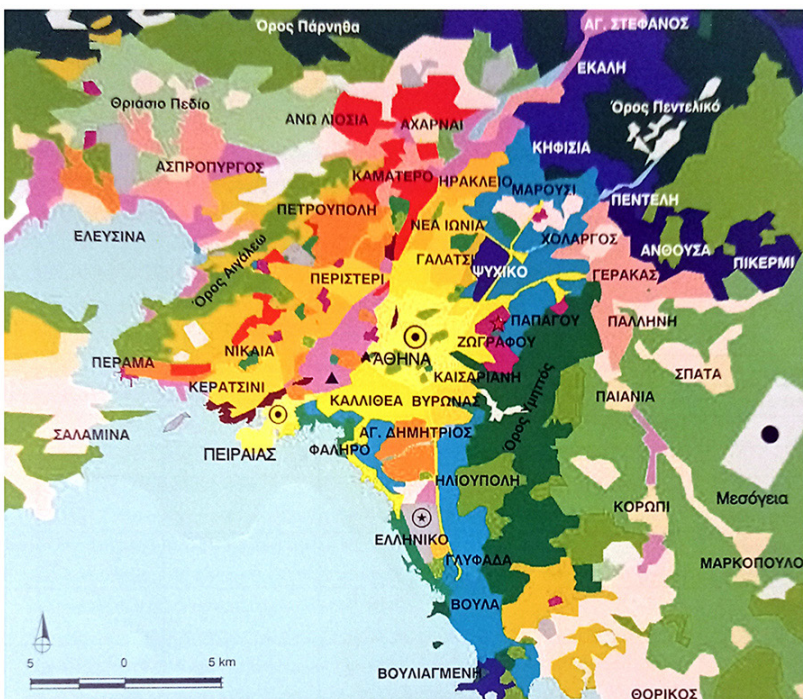 Όρος Πάρνηθα
ΑΓ. ΣΤΕΦΑΝΟΣ
ΕΚΑΛΗ
Θριάσιο Πεδίο
Όρος Πεντελικό
ΑΝΩ ΛΙΟΣΙΑ
ΑΧΑΡΝΑΙ
ΚΗΦΙΣΙΑ
ΑΣΠΡΟΠΥΡΓΟΣ
ΚΑΜΑΤΕΡΟ
ΗΡΑΚΛΕΙΟ
ΜΑΡΟΥΣΙ
ΠΕΝΤΕΛΗ
ΠΕΤΡΟΥΠΟΛΗ
ΝΕΑ ΙΩΝΙΑ
ΕΛΕΥΣΙΝΑ
ΧΟΛΑΡΓΟΣ
ΑΝΘΟΥΣΑ
ΓΑΛΑΤΣΙ
ΠΙΚΕΡΜΙ
Όρος Αιγάλεω
ΨΥΧΙΚΟ
ΠΕΡΙΣΤΕΡΙ
ΓΕΡΑΚΑΣ
ΠΑΠΑΓΟΥ
ΠΑΛΛΗΝΗ
ΖΩΓΡΑΦΟΥ
ΝΙΚΑΙΑ
ΑΘΗΝΑ
ΠΕΡΑΜΑ
ΣΠΑΤΑ
ΚΑΙΣΑΡΙΑΝΗ
ΚΕΡΑΤΣΙΝΙ
ΠΑΙΑΝΙΑ
ΚΑΛΛΙΘΕΑ
ΒΥΡΩΝΑΣ
Όρος Υμηττός
ΣΑΛΑΜΙΝΑ
ΑΓ. ΔΗΜΗΤΡΙΟΣ
ΠΕΙΡΑΙΑΣ
ΦΑΛΗΡΟ
ΗΛΙΟΥΠΟΛΗ
Μεσόγεια
ΚΟΡΩΠΙ
ΕΛΛΗΝΙΚΟ
ΓΛΥΦΑΔΑ
ΜΑΡΚΟΠΟΥΛΟ
ΒΟΥΛΑ
5 0 5 km
ΒΟΥΛΙΑΓΜΕΝΗ
ΘΟΡΙΚΟΣ